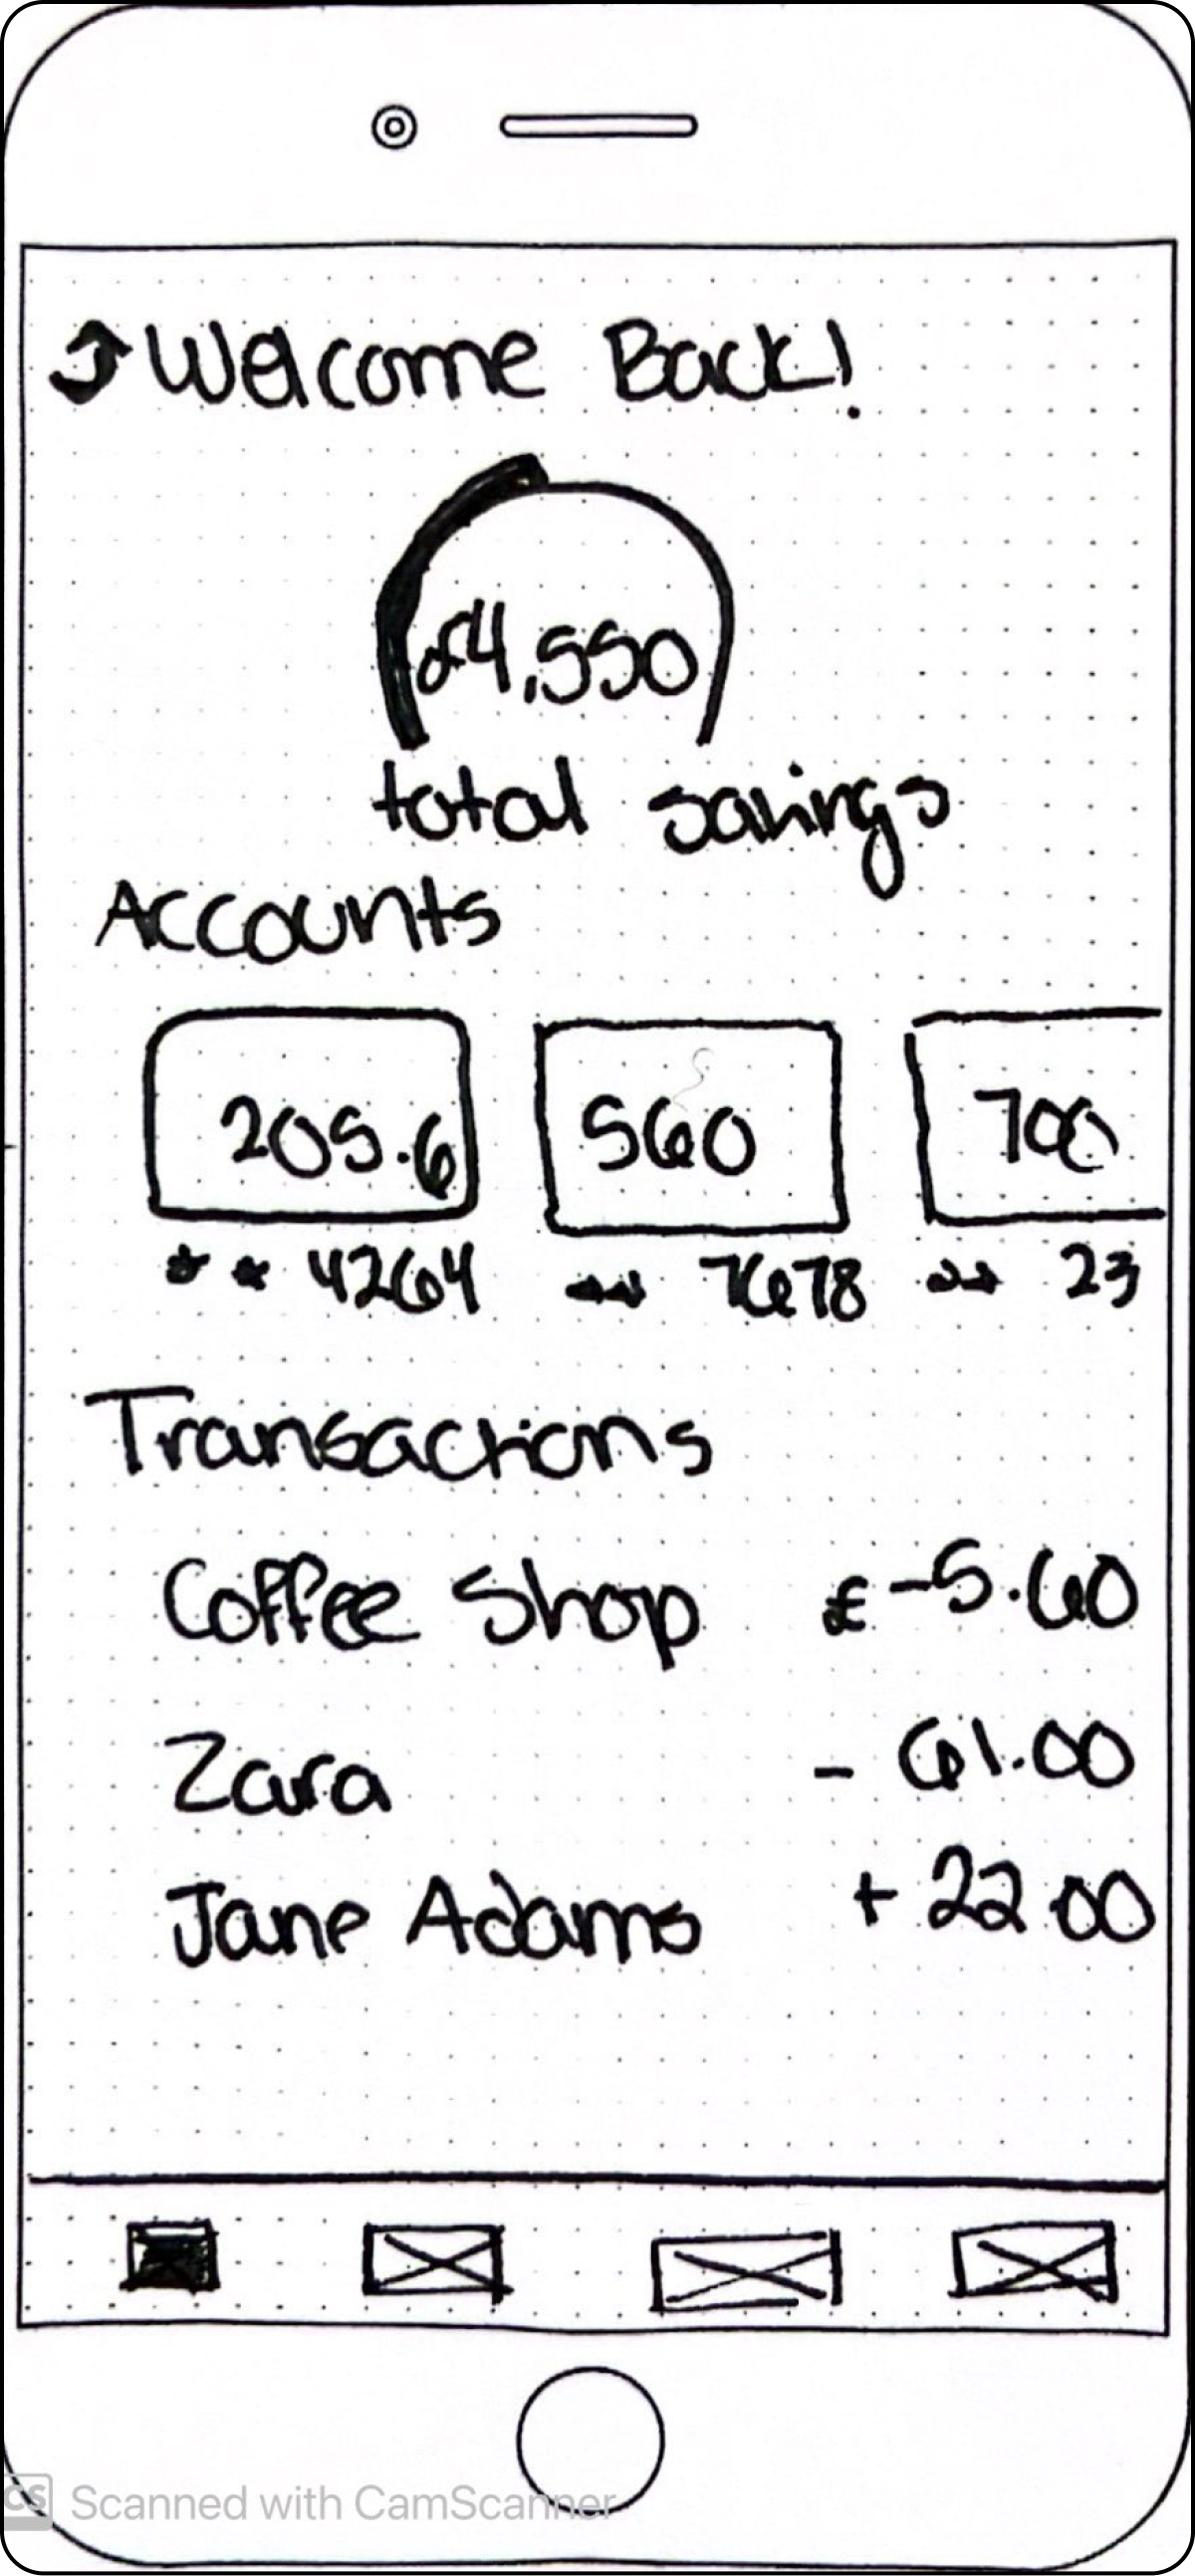 Welcome Back!
£4,550
total savings
Accounts
205.6 560 700
** 4264 ** 7678 ** 23
Transactions
Coffee Shop £ -5.60
Zara - 61.00
Jane Adams + 22.00
CS Scanned with CamScanner